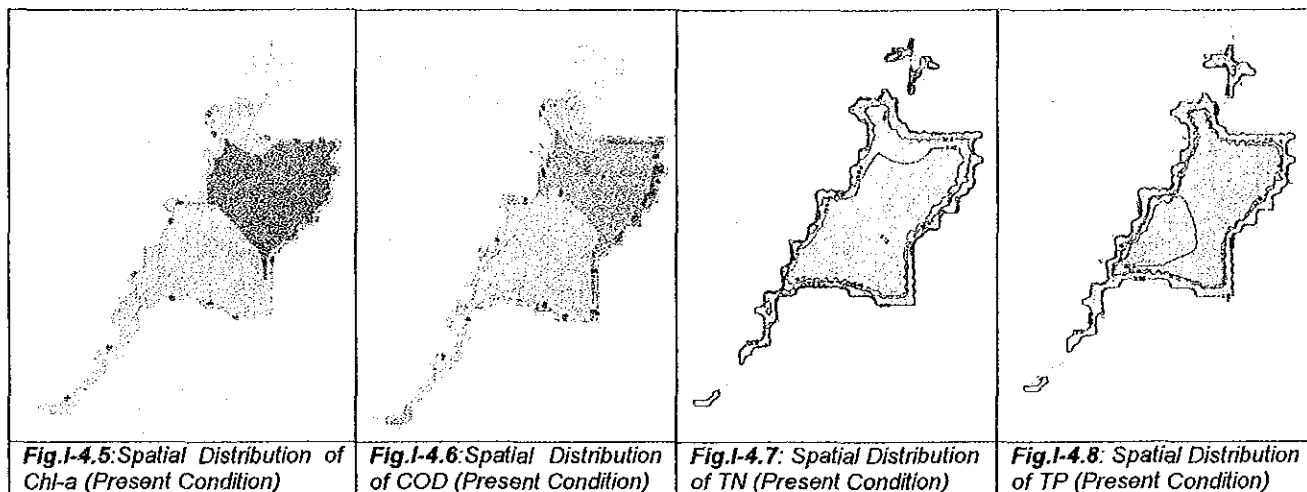 Fig.I-4.5:Spatial Distribution of
Chl-a (Present Condition)
Fig.I-4.6:Spatial Distribution
of COD (Present Condition)
Fig.I-4.7: Spatial Distribution
of TN (Present Condition)
Fig.I-4.8: Spatial Distribution
of TP (Present Condition)